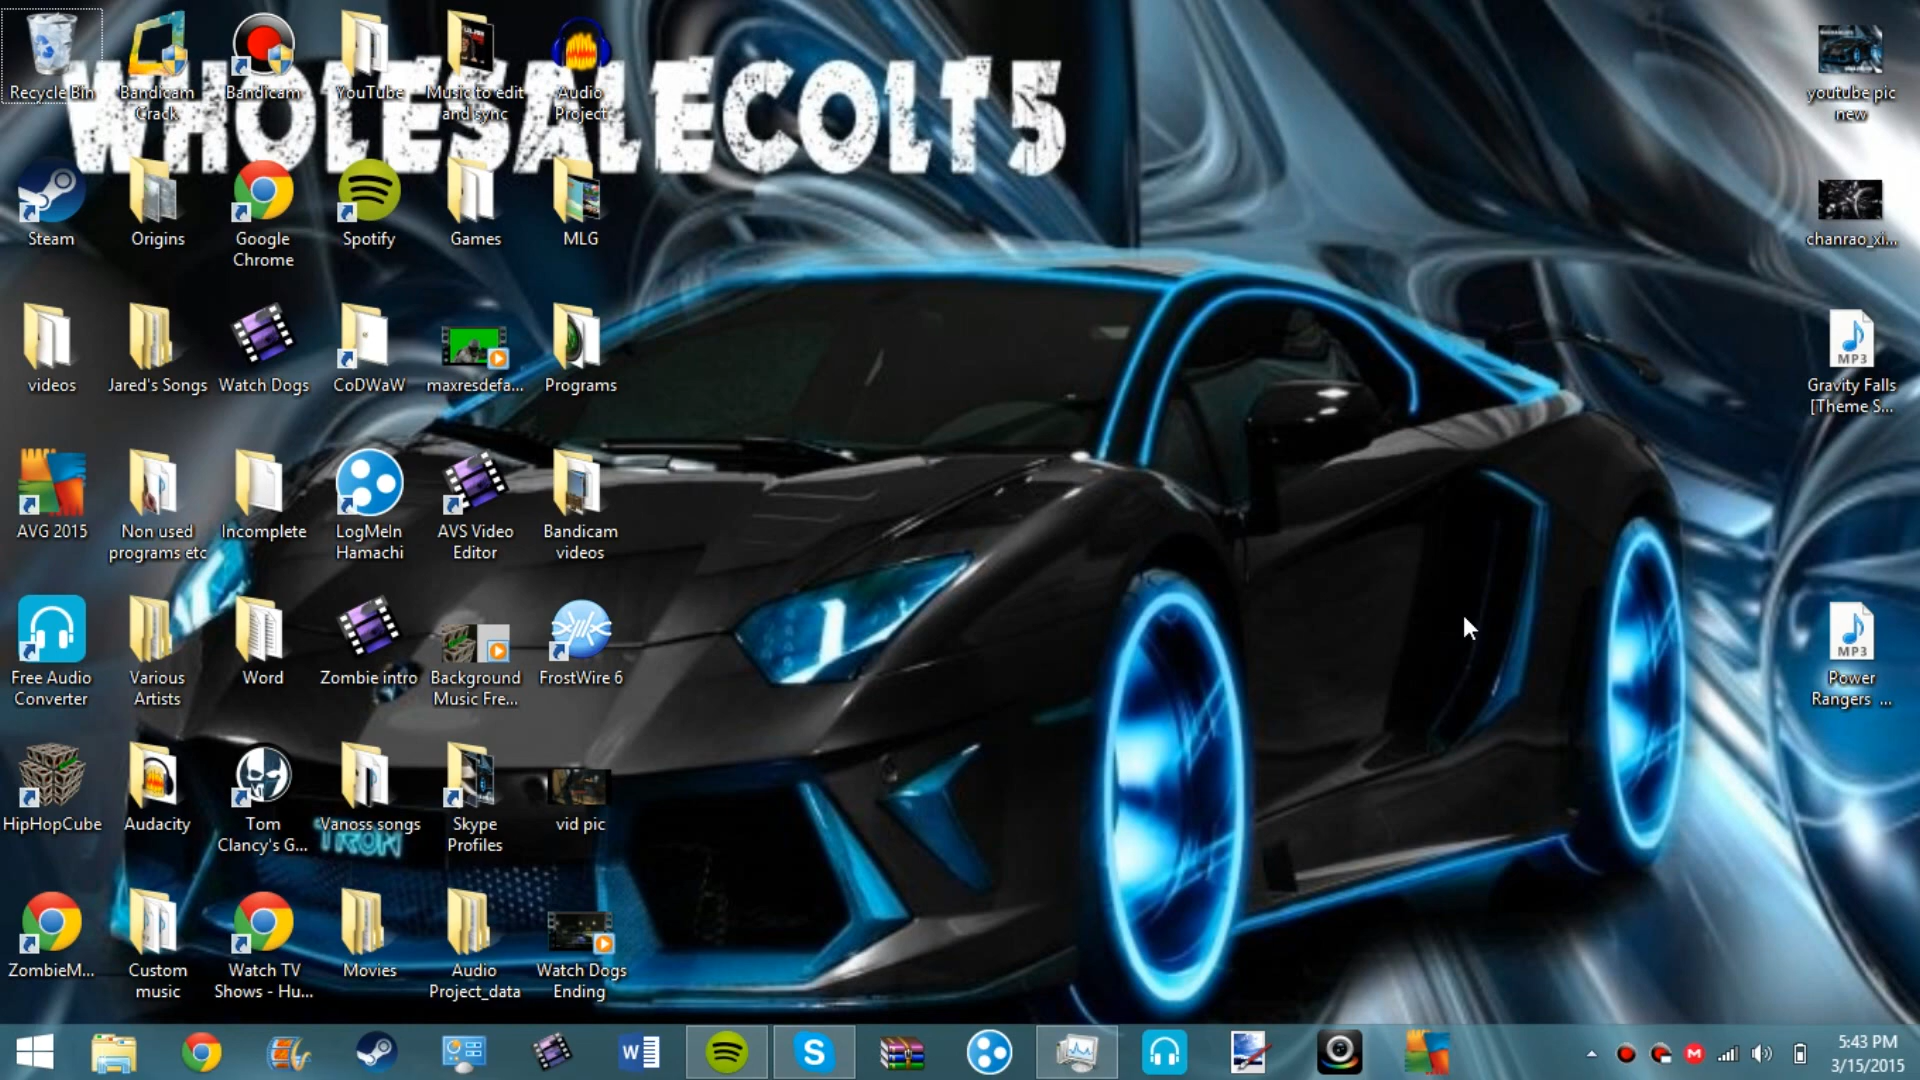 WHOLESALECOLT5
Recycle Bin
Bandicam
Crack
Bandicam
YouTube
Music to edit
and sync
Audio
Project
youtube pic
new
Steam
Origins
Google
Chrome
Spotify
Games
MLG
chanrao_xi...
videos
Jared's Songs
Watch Dogs
CoDWaW
maxresdefa...
Programs
MP3
Gravity Falls
[Theme S...
AVG 2015
Non used
programs etc
Incomplete
LogMeIn
Hamachi
AVS Video
Editor
Bandicam
videos
Free Audio
Converter
Various
Artists
Word
Zombie intro
Background
Music Fre...
FrostWire 6
MP3
Power
Rangers ...
HipHopCube
Audacity
Tom
Clancy's G...
Vanoss songs
Skype
Profiles
vid pic
TRON
ZombieM...
Custom
music
Watch TV
Shows - Hu...
Movies
Audio
Project_data
Watch Dogs
Ending
W
S
M
5:43 PM
3/15/2015